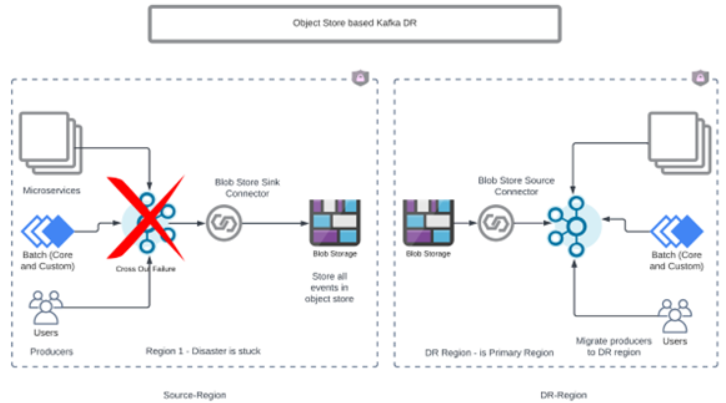 Object Store based Kafka DR
Microservices
Batch (Core
and Custom)
Users
Producers
Cross Out Failure
Blob Store Sink
Connector
Blob Storage
Store all
events in
object store
Region 1 - Disaster is stuck
Source-Region
Blob Storage
Blob Store Source
Connector
Batch (Core
and Custom)
Users
Migrate producers
to DR region
DR Region - is Primary Region
DR-Region